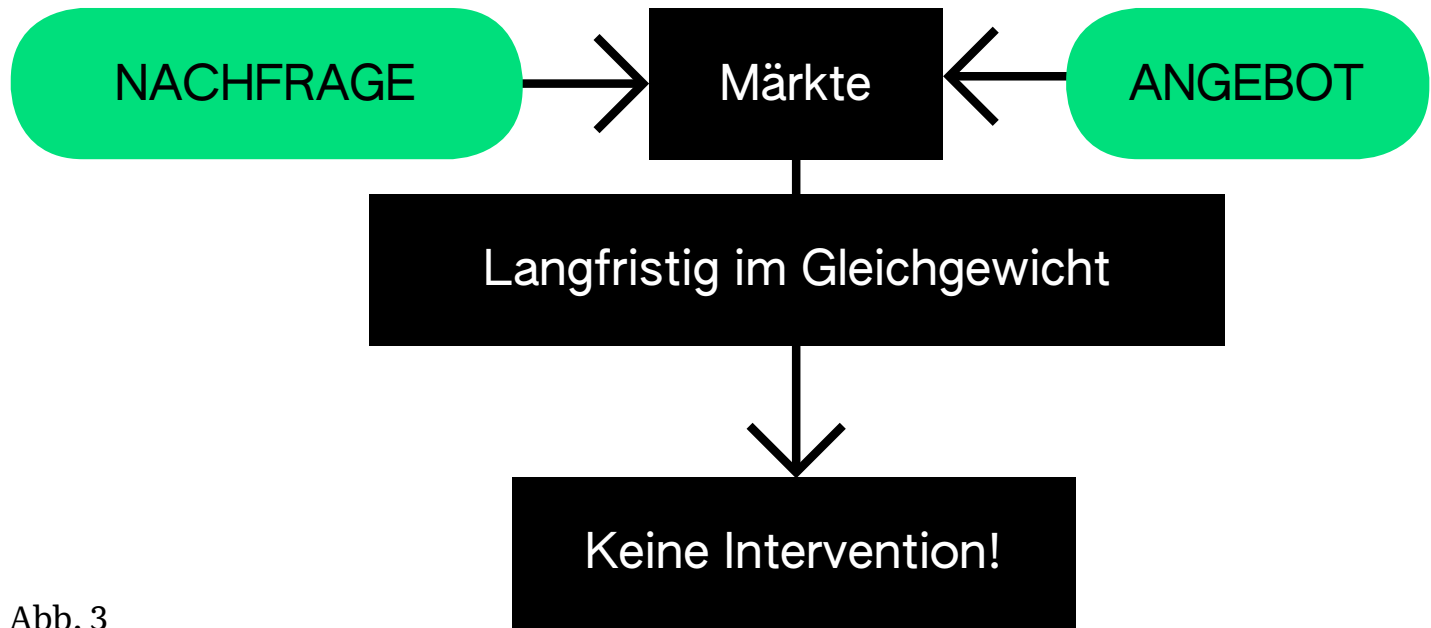 NACHFRAGE
Märkte
ANGEBOT
Langfristig im Gleichgewicht
Keine Intervention!
Abb. 3